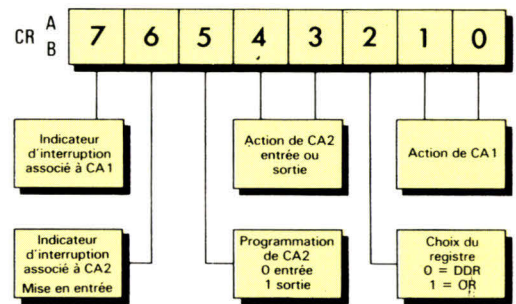 CR A B 7 6 5 4 3 2 1 0
Indicateur
d'interruption
associé à CA1
Action de CA2
entrée ou
sortie
Action de CA1
Indicateur
d'interruption
associé à CA2
Mise en entrée
Programmation
de CA2
0 entrée
1 sortie
Choix du
registre
0 = DDR
1 = OR